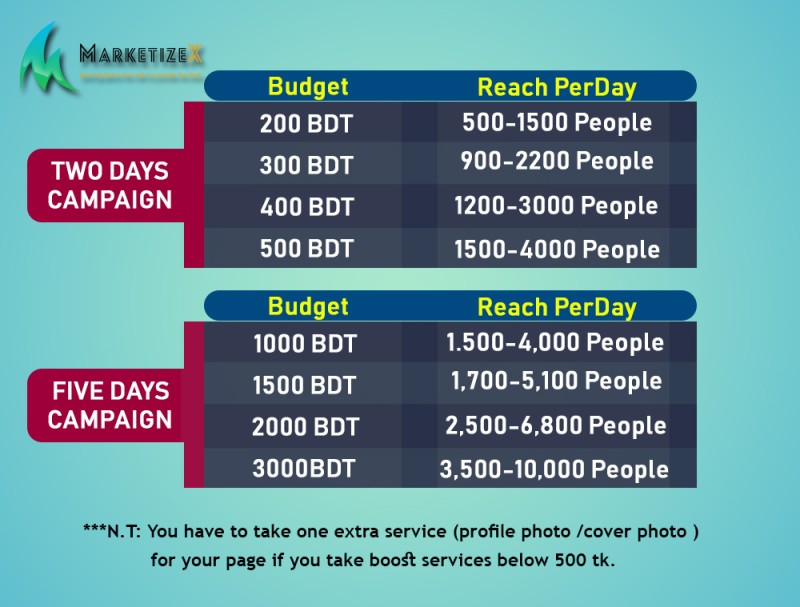 MARKETIZEX
Budget Reach PerDay
TWO DAYS
CAMPAIGN
200 BDT 500-1500 People
300 BDT 900-2200 People
400 BDT 1200-3000 People
500 BDT 1500-4000 People
Budget Reach PerDay
FIVE DAYS
CAMPAIGN
1000 BDT 1.500-4,000 People
1500 BDT 1,700-5,100 People
2000 BDT 2,500-6,800 People
3000BDT 3,500-10,000 People
***N.T: You have to take one extra service (profile photo /cover photo )
for your page if you take boost services below 500 tk.